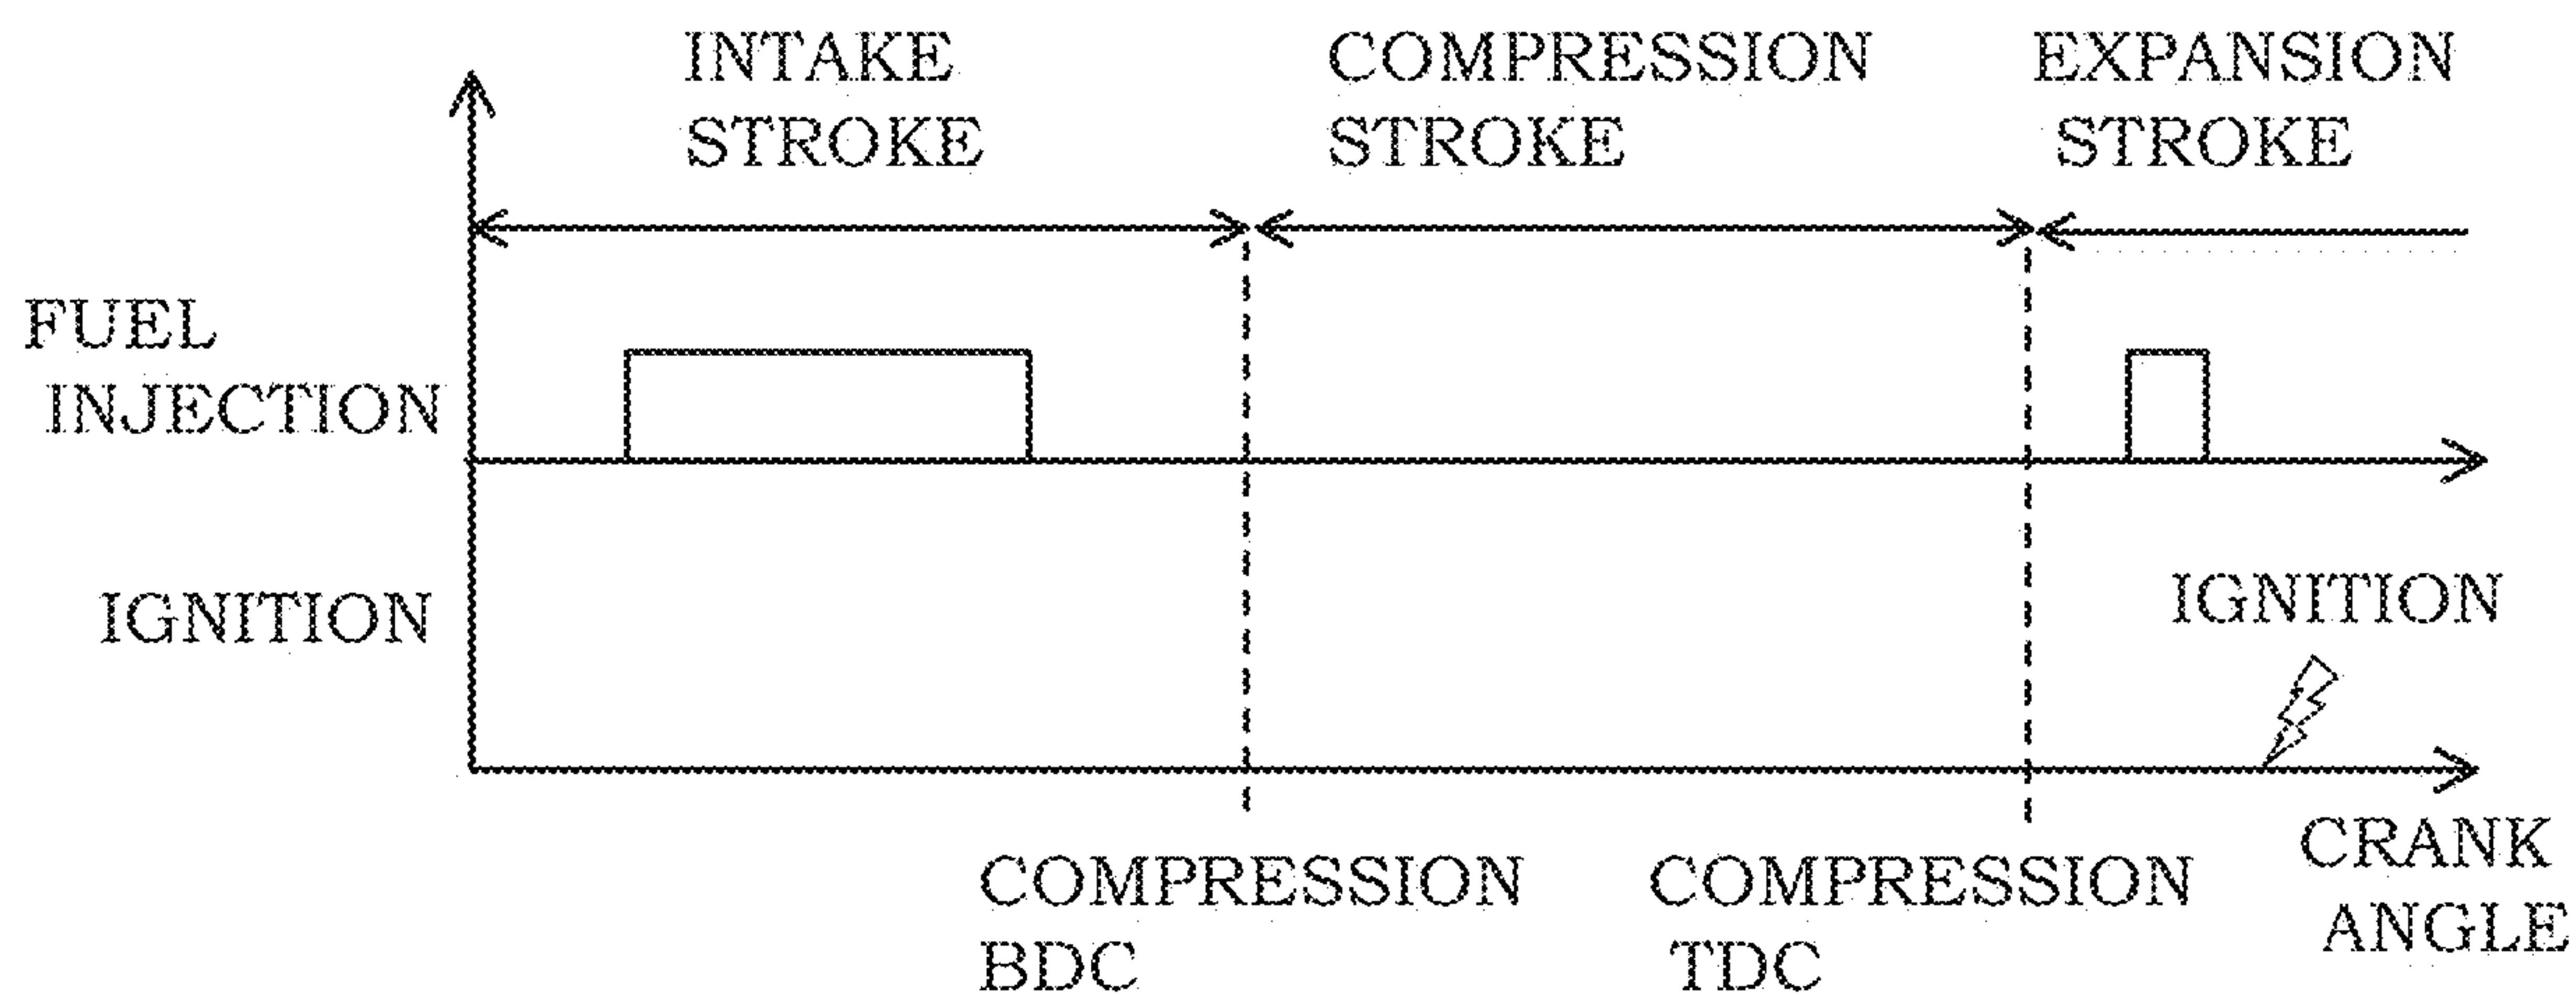 INTAKE
STROKE
COMPRESSION
STROKE
EXPANSION
STROKE
FUEL
INJECTION
IGNITION
IGNITION
COMPRESSION
BDC
COMPRESSION
TDC
CRANK
ANGLE